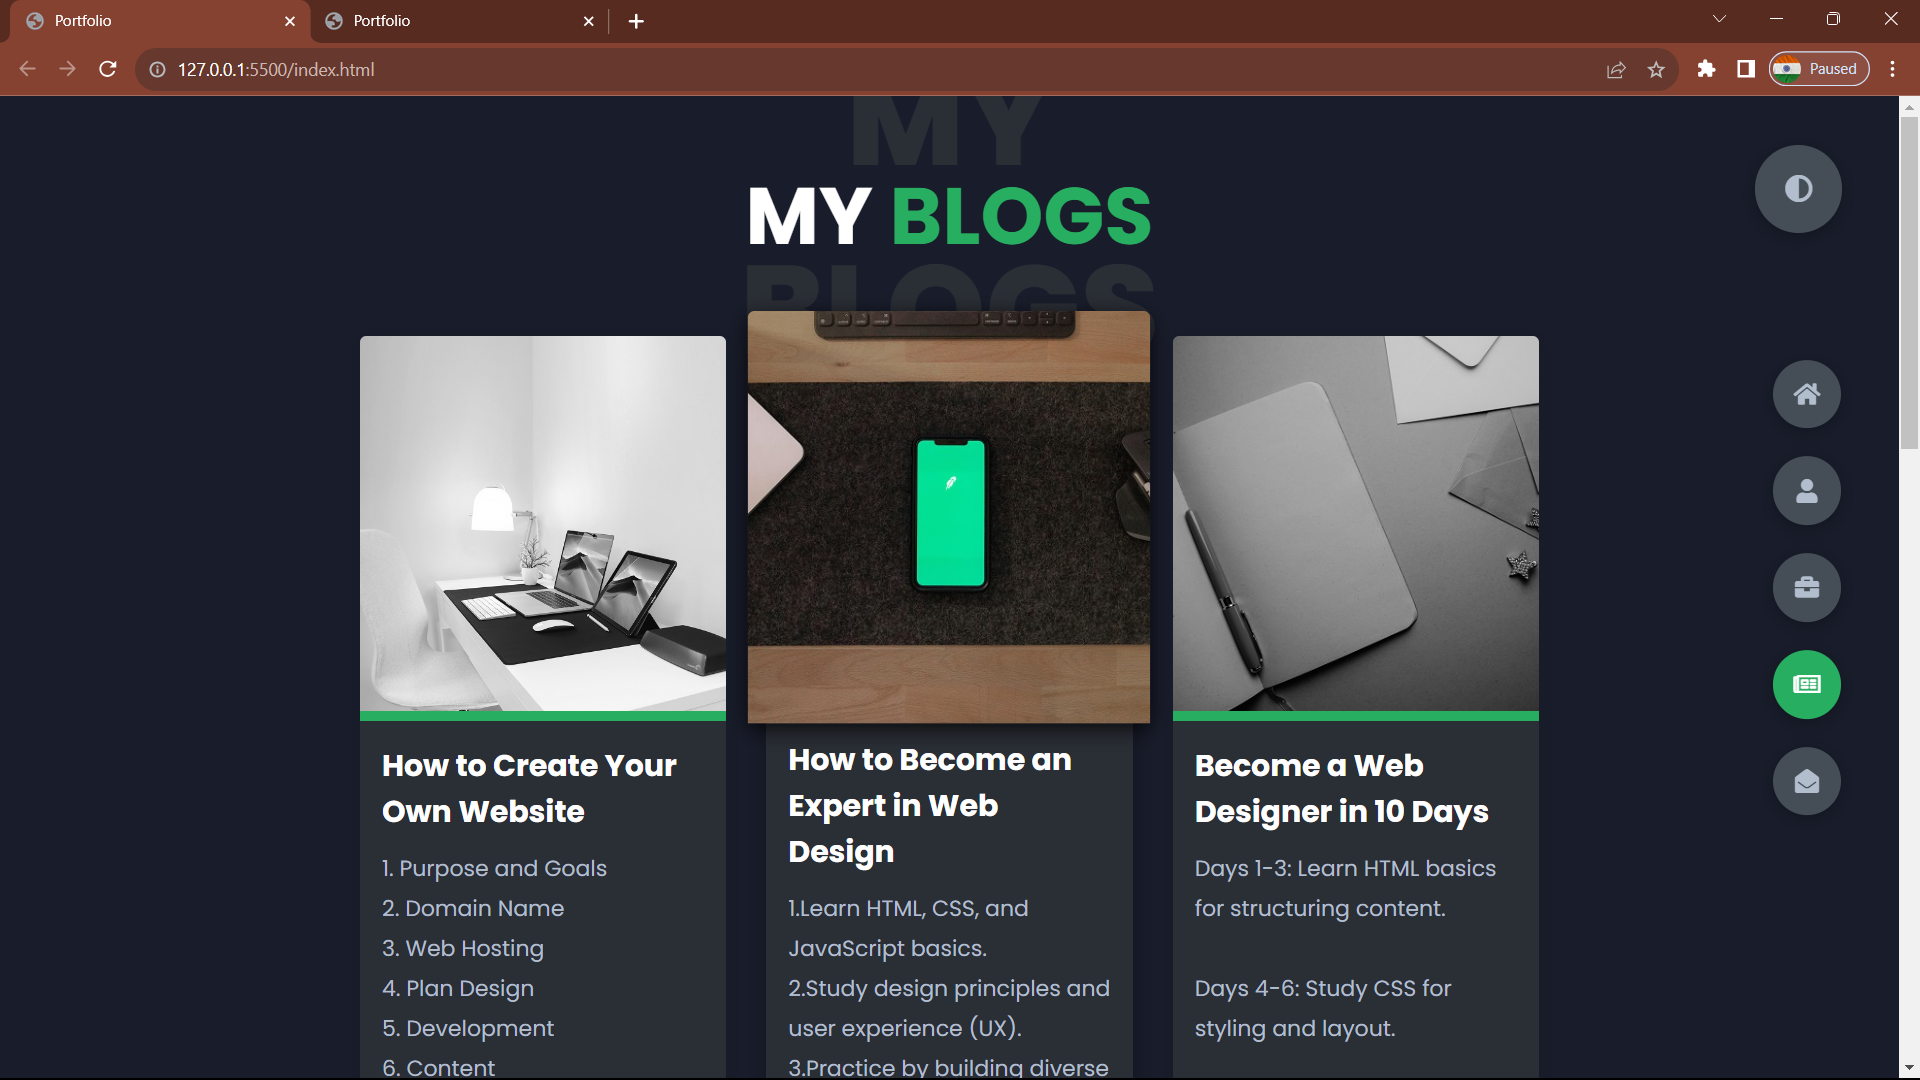 Portfolio
Portfolio
127.0.0.1:5500/index.html
Paused
MY
MY BLOGS
BLOGS
How to Create Your
Own Website
1. Purpose and Goals
2. Domain Name
3. Web Hosting
4. Plan Design
5. Development
6. Content
How to Become an
Expert in Web
Design
1.Learn HTML, CSS, and
JavaScript basics.
2.Study design principles and
user experience (UX).
3.Practice by building diverse
Become a Web
Designer in 10 Days
Days 1-3: Learn HTML basics
for structuring content.
Days 4-6: Study CSS for
styling and layout.